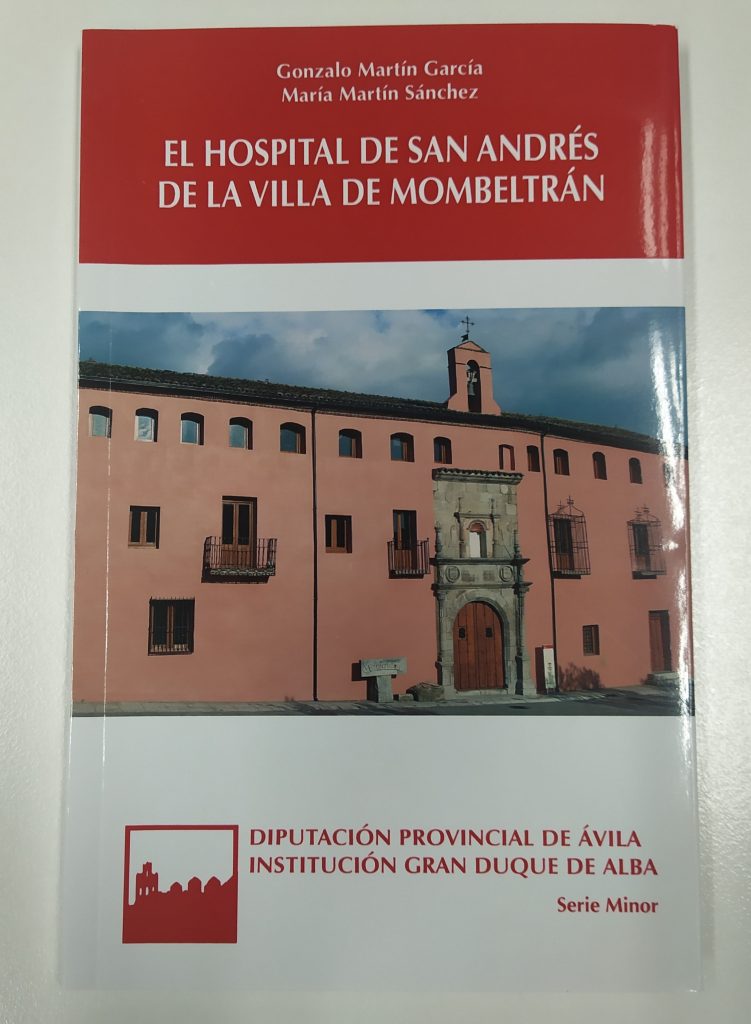 Gonzalo Martín García
María Martín Sánchez
EL HOSPITAL DE SAN ANDRÉS
DE LA VILLA DE MOMBELTRÁN
DIPUTACIÓN PROVINCIAL DE ÁVILA
INSTITUCIÓN GRAN DUQUE DE ALBA
Serie Minor